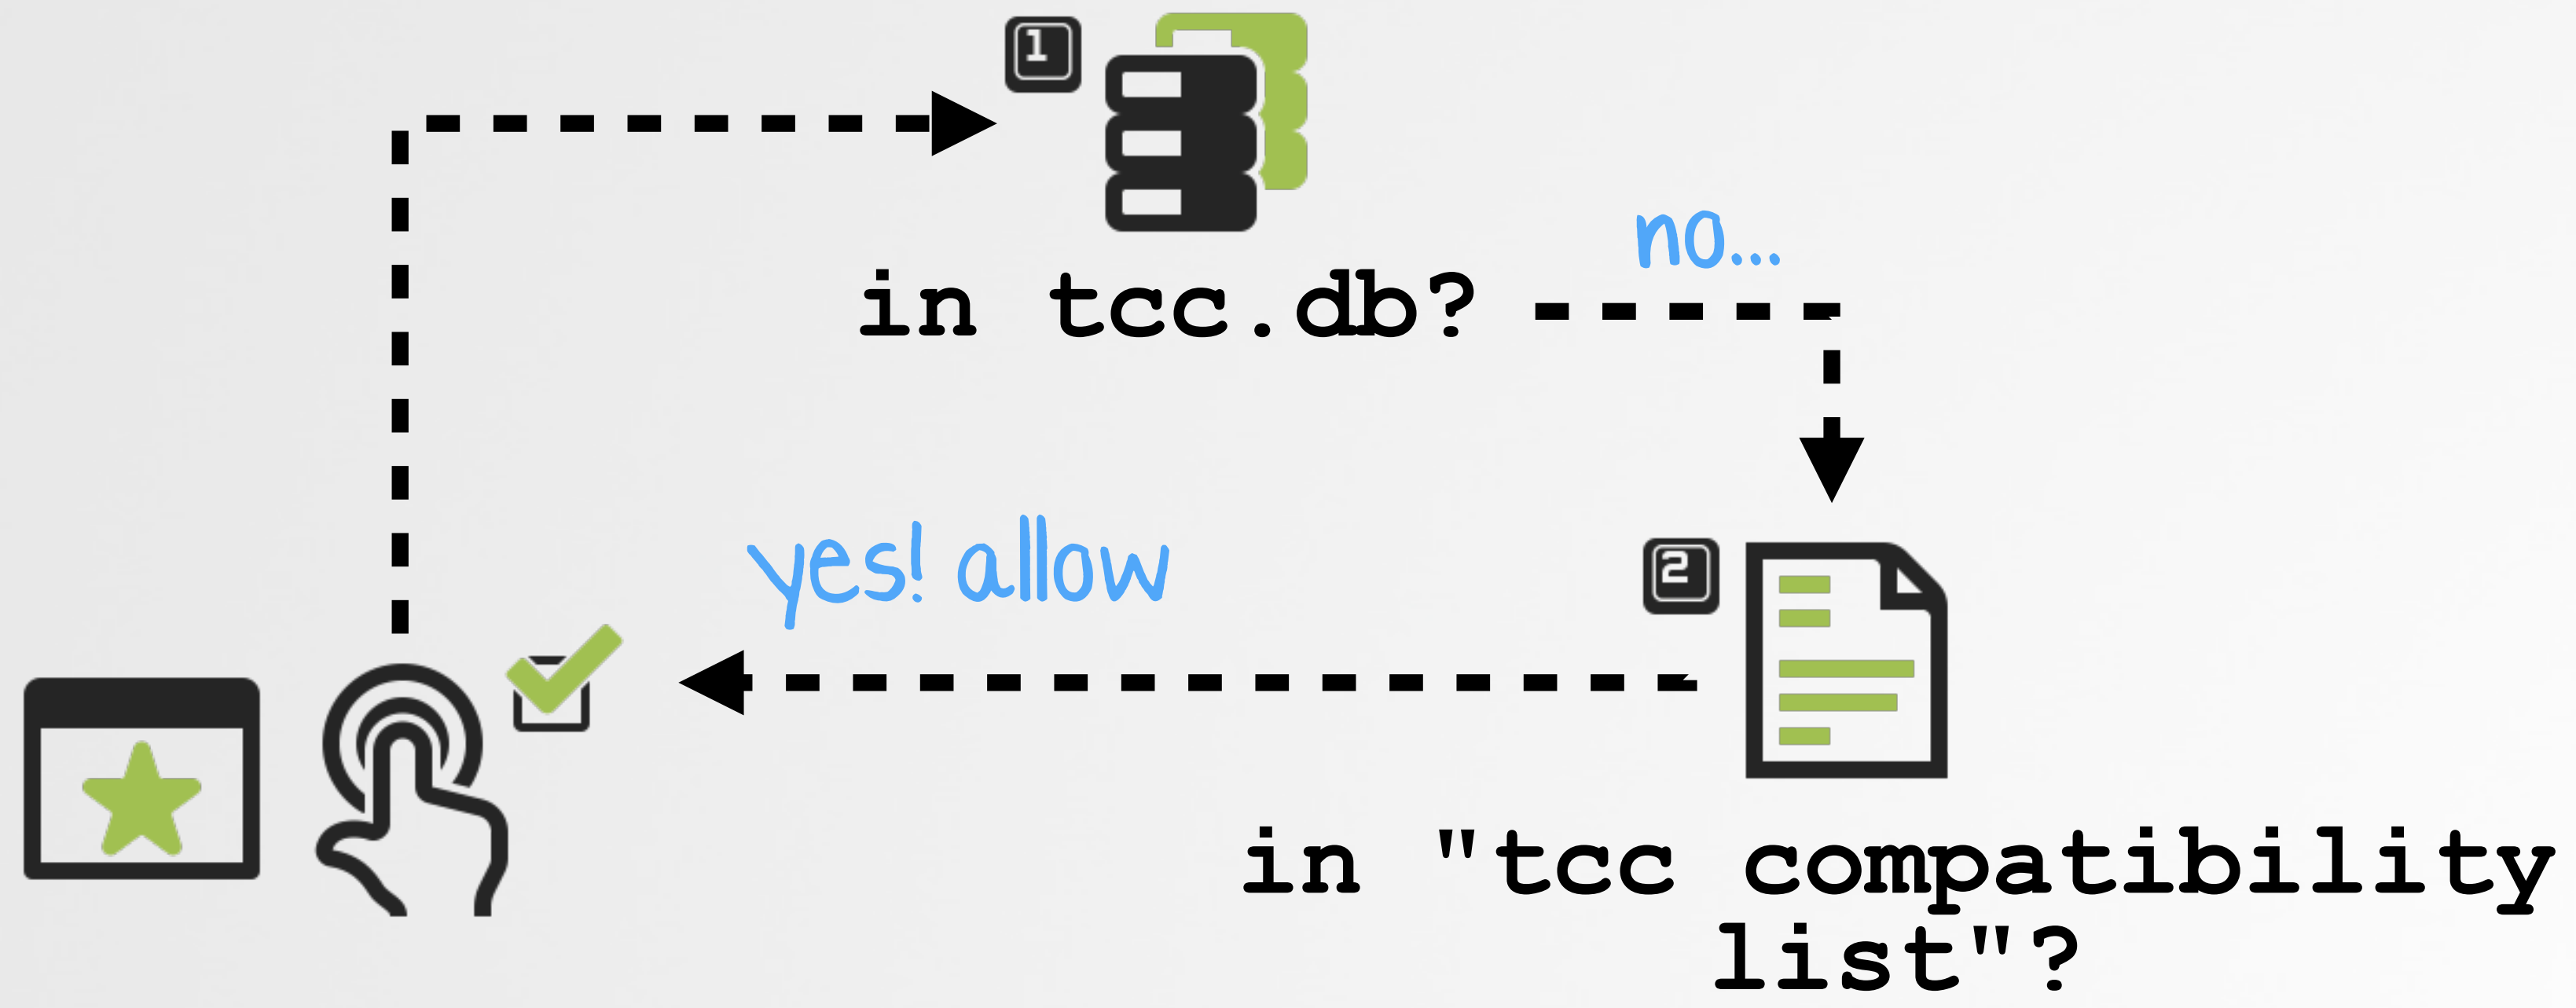 1
in tcc.db?
no...
yes! allow
2
in "tcc compatibility
list"?